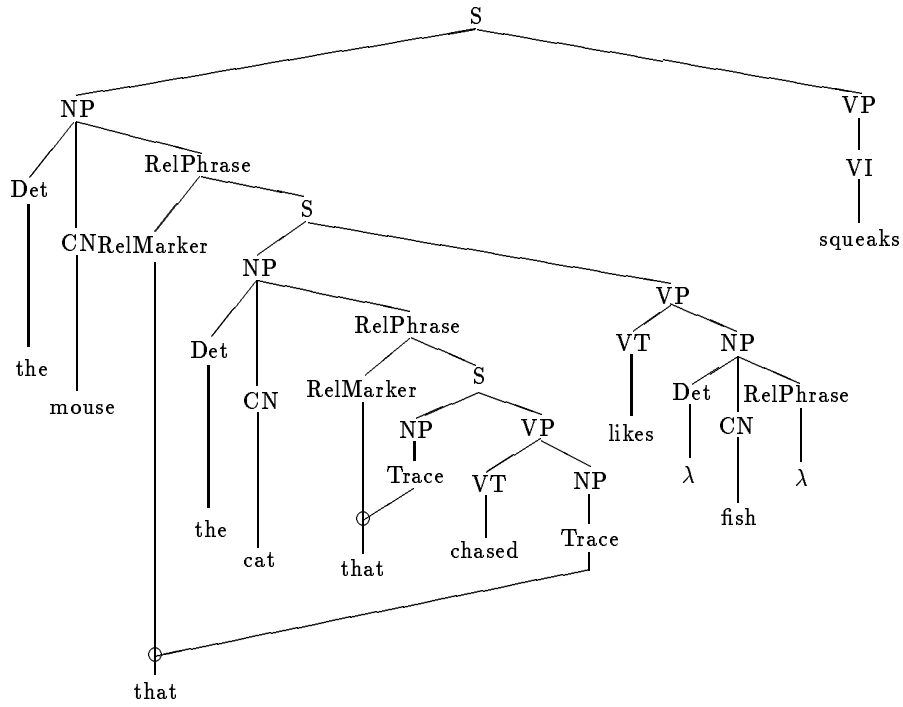 S
NP VP
RelPhrase VI
Det S
CN RelMarker squeaks
NP
VP
RelPhrase
Det VT NP
the S
RelMarker Det RelPhrase
mouse CN
NP VP CN
likes
Trace VT NP λ λ
the fish
cat that chased Trace
that